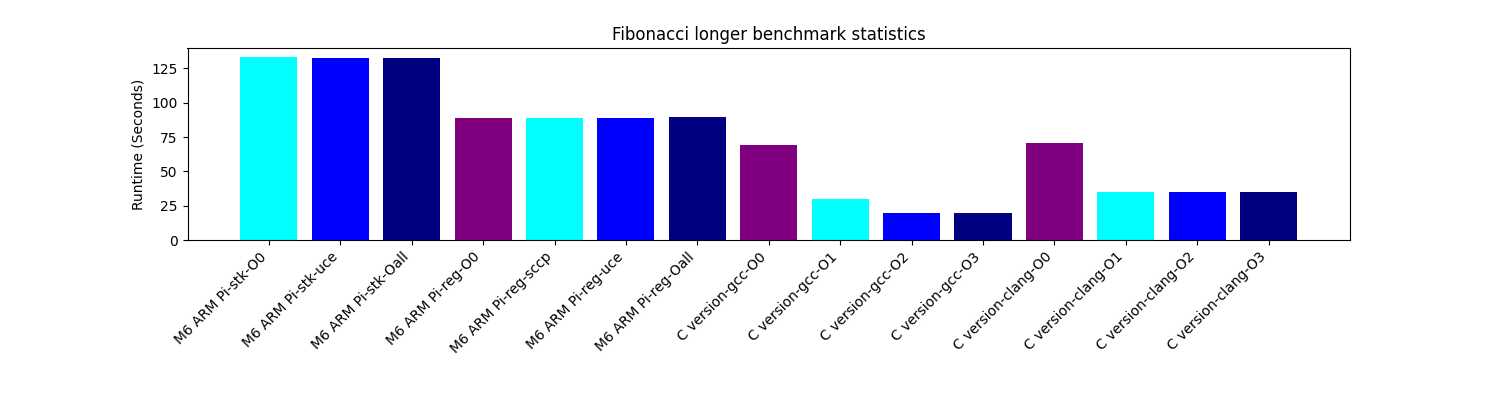 Fibonacci longer benchmark statistics
Runtime (Seconds)
125
100
75
50
25
0
M6 ARM Pi-stk-O0
M6 ARM Pi-stk-uce
M6 ARM Pi-stk-Oall
M6 ARM Pi-reg-O0
M6 ARM Pi-reg-sccp
M6 ARM Pi-reg-uce
M6 ARM Pi-reg-Oall
C version-gcc-O0
C version-gcc-O1
C version-gcc-O2
C version-gcc-O3
C version-clang-O0
C version-clang-O1
C version-clang-O2
C version-clang-O3